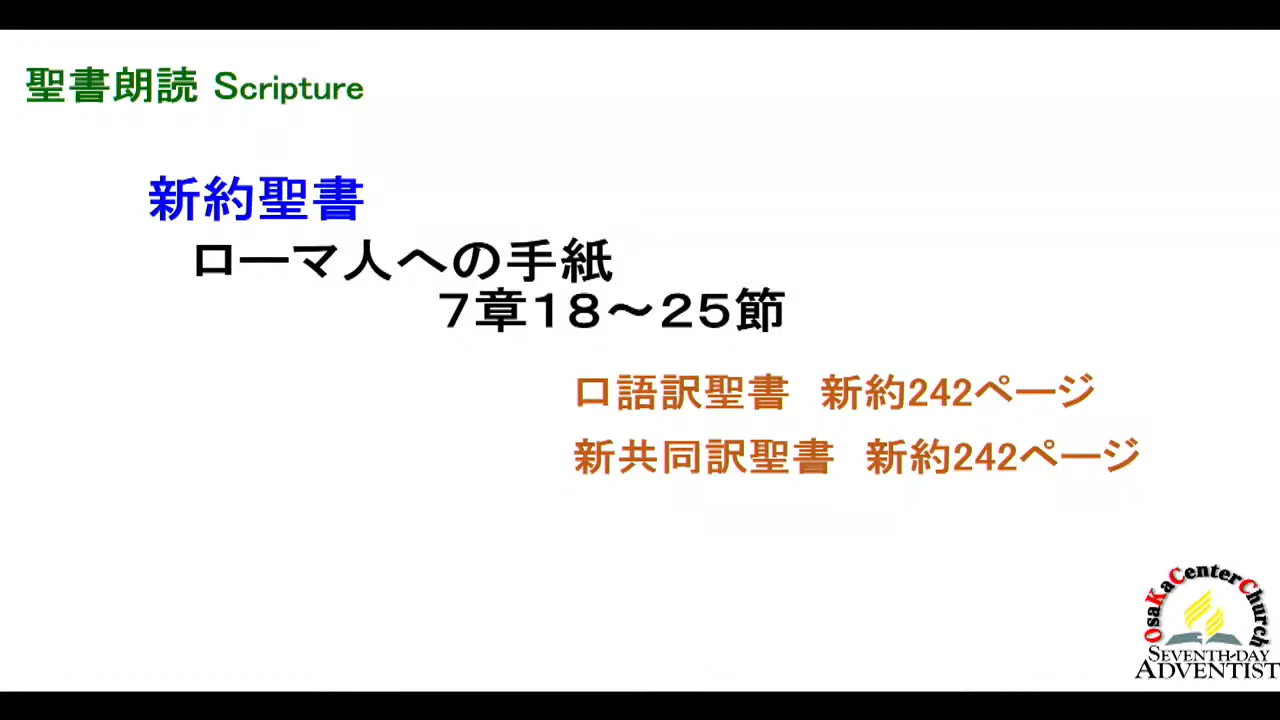 聖書朗読 Scripture
新約聖書
ローマ人への手紙
７章１８～２５節
口語訳聖書　新約242ページ
新共同訳聖書　新約242ページ
OsaKaCenterChurch
SEVENTH-DAY
ADVENTIST